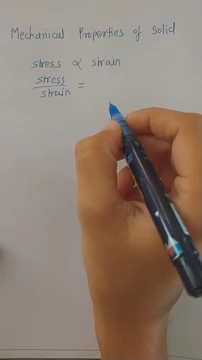 Mechanical Properties of Solid
stress ∝ strain
stress
strain =